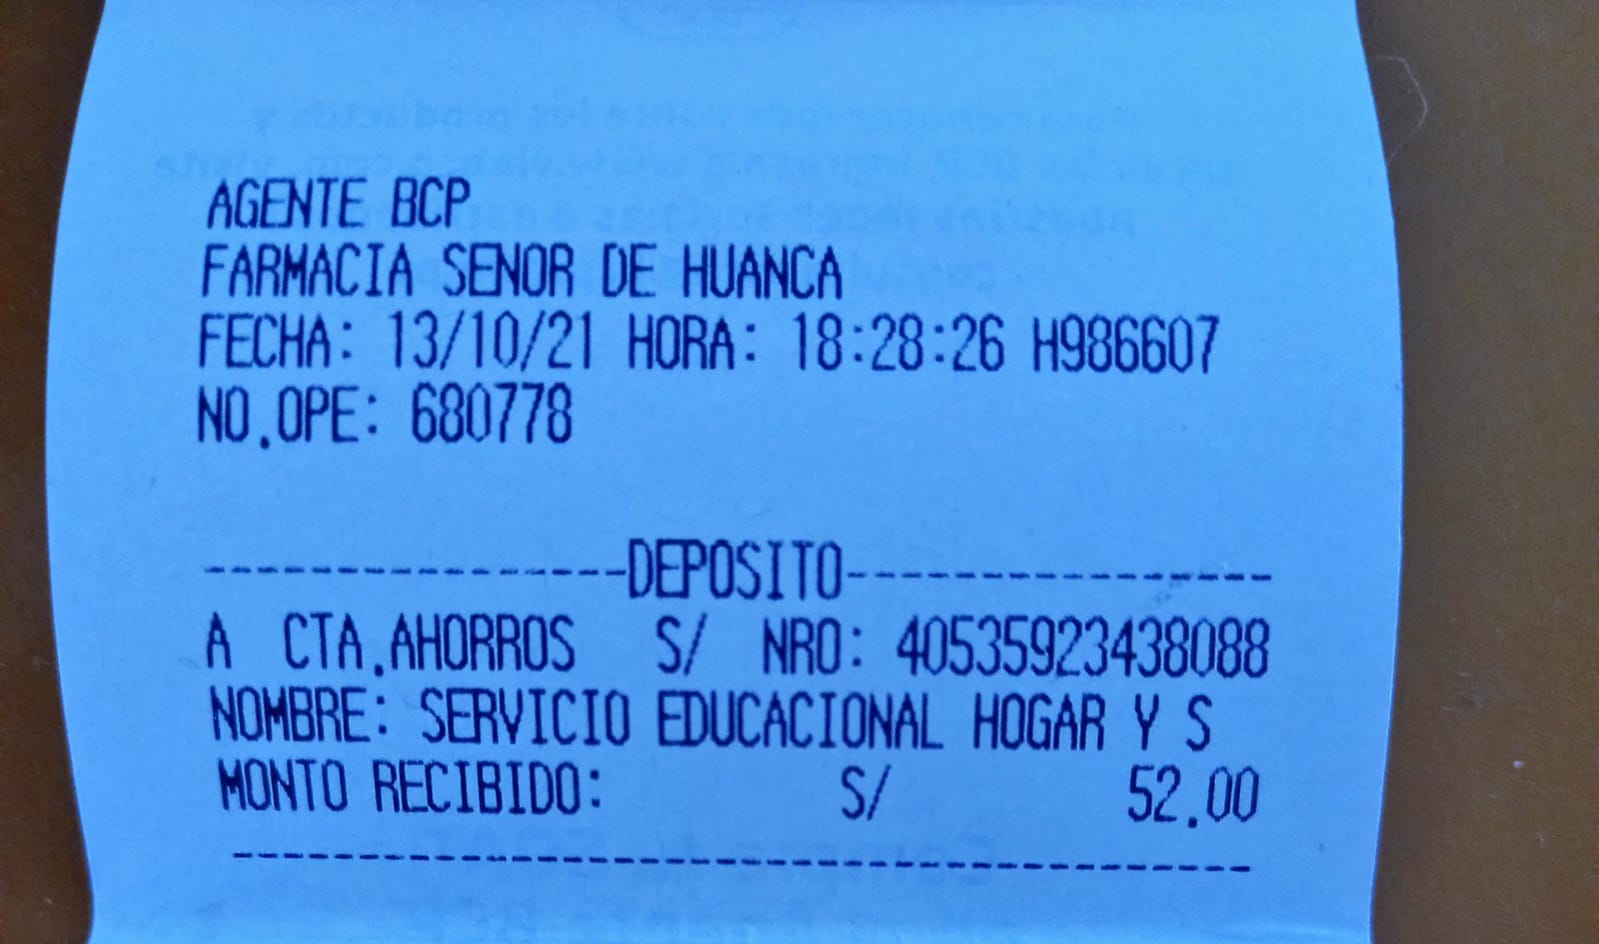 AGENTE BCP
FARMACIA SENOR DE HUANCA
FECHA: 13/10/21 HORA: 18:28:26 H986607
NO.OPE: 680778
----------------DEPOSITO----------------
A CTA.AHORROS S/ NRO: 40535923438088
NOMBRE: SERVICIO EDUCACIONAL HOGAR Y S
MONTO RECIBIDO: S/ 52.00